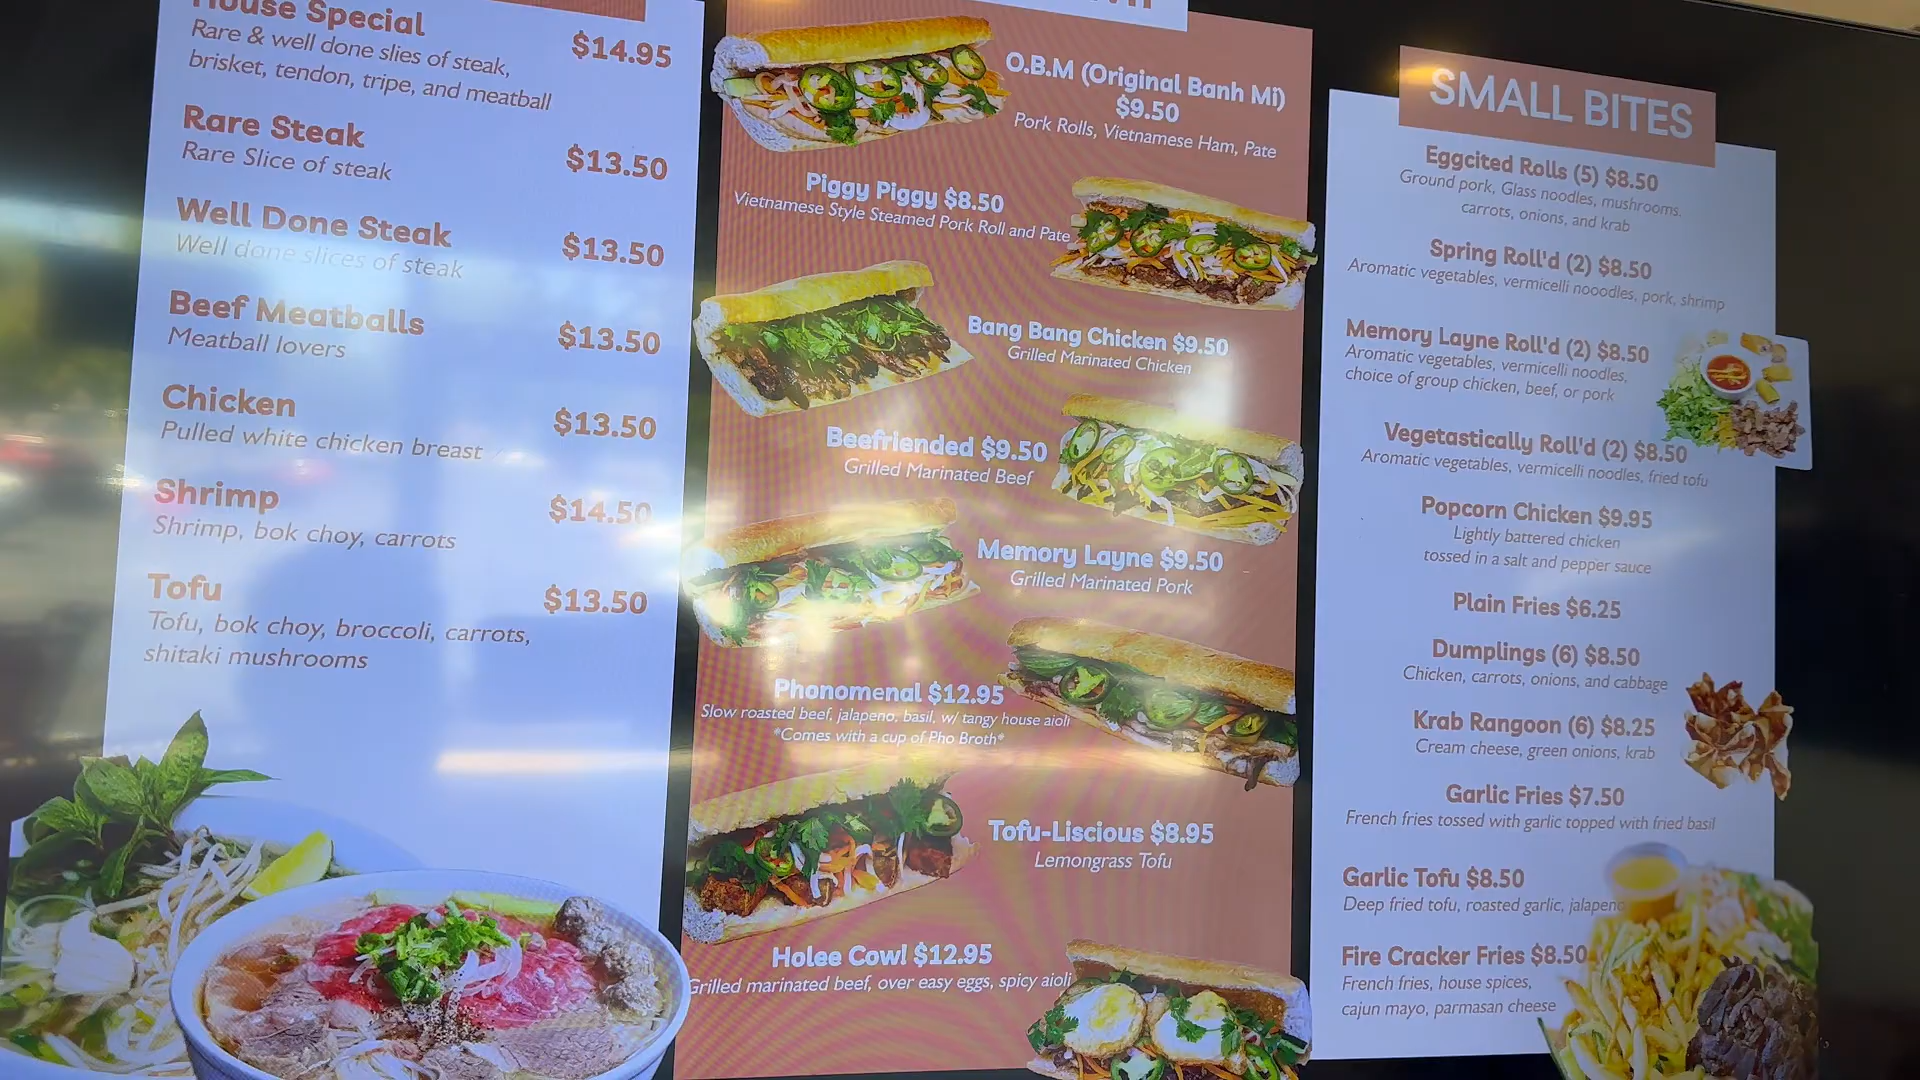 House Special
$14.95
Rare & well done slies of steak,
brisket, tendon, tripe, and meatball
Rare Steak
$13.50
Rare Slice of steak
Well Done Steak
$13.50
Well done slices of steak
Beef Meatballs
$13.50
Meatball lovers
Chicken
$13.50
Pulled white chicken breast
Shrimp
$14.50
Shrimp, bok choy, carrots
Tofu
$13.50
Tofu, bok choy, broccoli, carrots,
shitaki mushrooms
O.B.M (Original Banh Mi)
$9.50
Pork Rolls, Vietnamese Ham, Pate
Piggy Piggy $8.50
Vietnamese Style Steamed Pork Roll and Pate
Bang Bang Chicken $9.50
Grilled Marinated Chicken
Beefriended $9.50
Grilled Marinated Beef
Memory Layne $9.50
Grilled Marinated Pork
Phonomenal $12.95
Slow roasted beef, jalapeno, basil, w/ tangy house aioli
*Comes with a cup of Pho Broth*
Tofu-Liscious $8.95
Lemongrass Tofu
Holee Cow! $12.95
Grilled marinated beef, over easy eggs, spicy aioli
SMALL BITES
Eggcited Rolls (5) $8.50
Ground pork, Glass noodles, mushrooms.
carrots, onions, and krab
Spring Roll'd (2) $8.50
Aromatic vegetables, vermicelli nooodles, pork, shrimp
Memory Layne Roll'd (2) $8.50
Aromatic vegetables, vermicelli noodles,
choice of group chicken, beef, or pork
Vegetastically Roll'd (2) $8.50
Aromatic vegetables, vermicelli noodles, fried tofu
Popcorn Chicken $9.95
Lightly battered chicken
tossed in a salt and pepper sauce
Plain Fries $6.25
Dumplings (6) $8.50
Chicken, carrots, onions, and cabbage
Krab Rangoon (6) $8.25
Cream cheese, green onions, krab
Garlic Fries $7.50
French fries tossed with garlic topped with fried basil
Garlic Tofu $8.50
Deep fried tofu, roasted garlic, jalapeno
Fire Cracker Fries $8.50
French fries, house spices,
cajun mayo, parmasan cheese